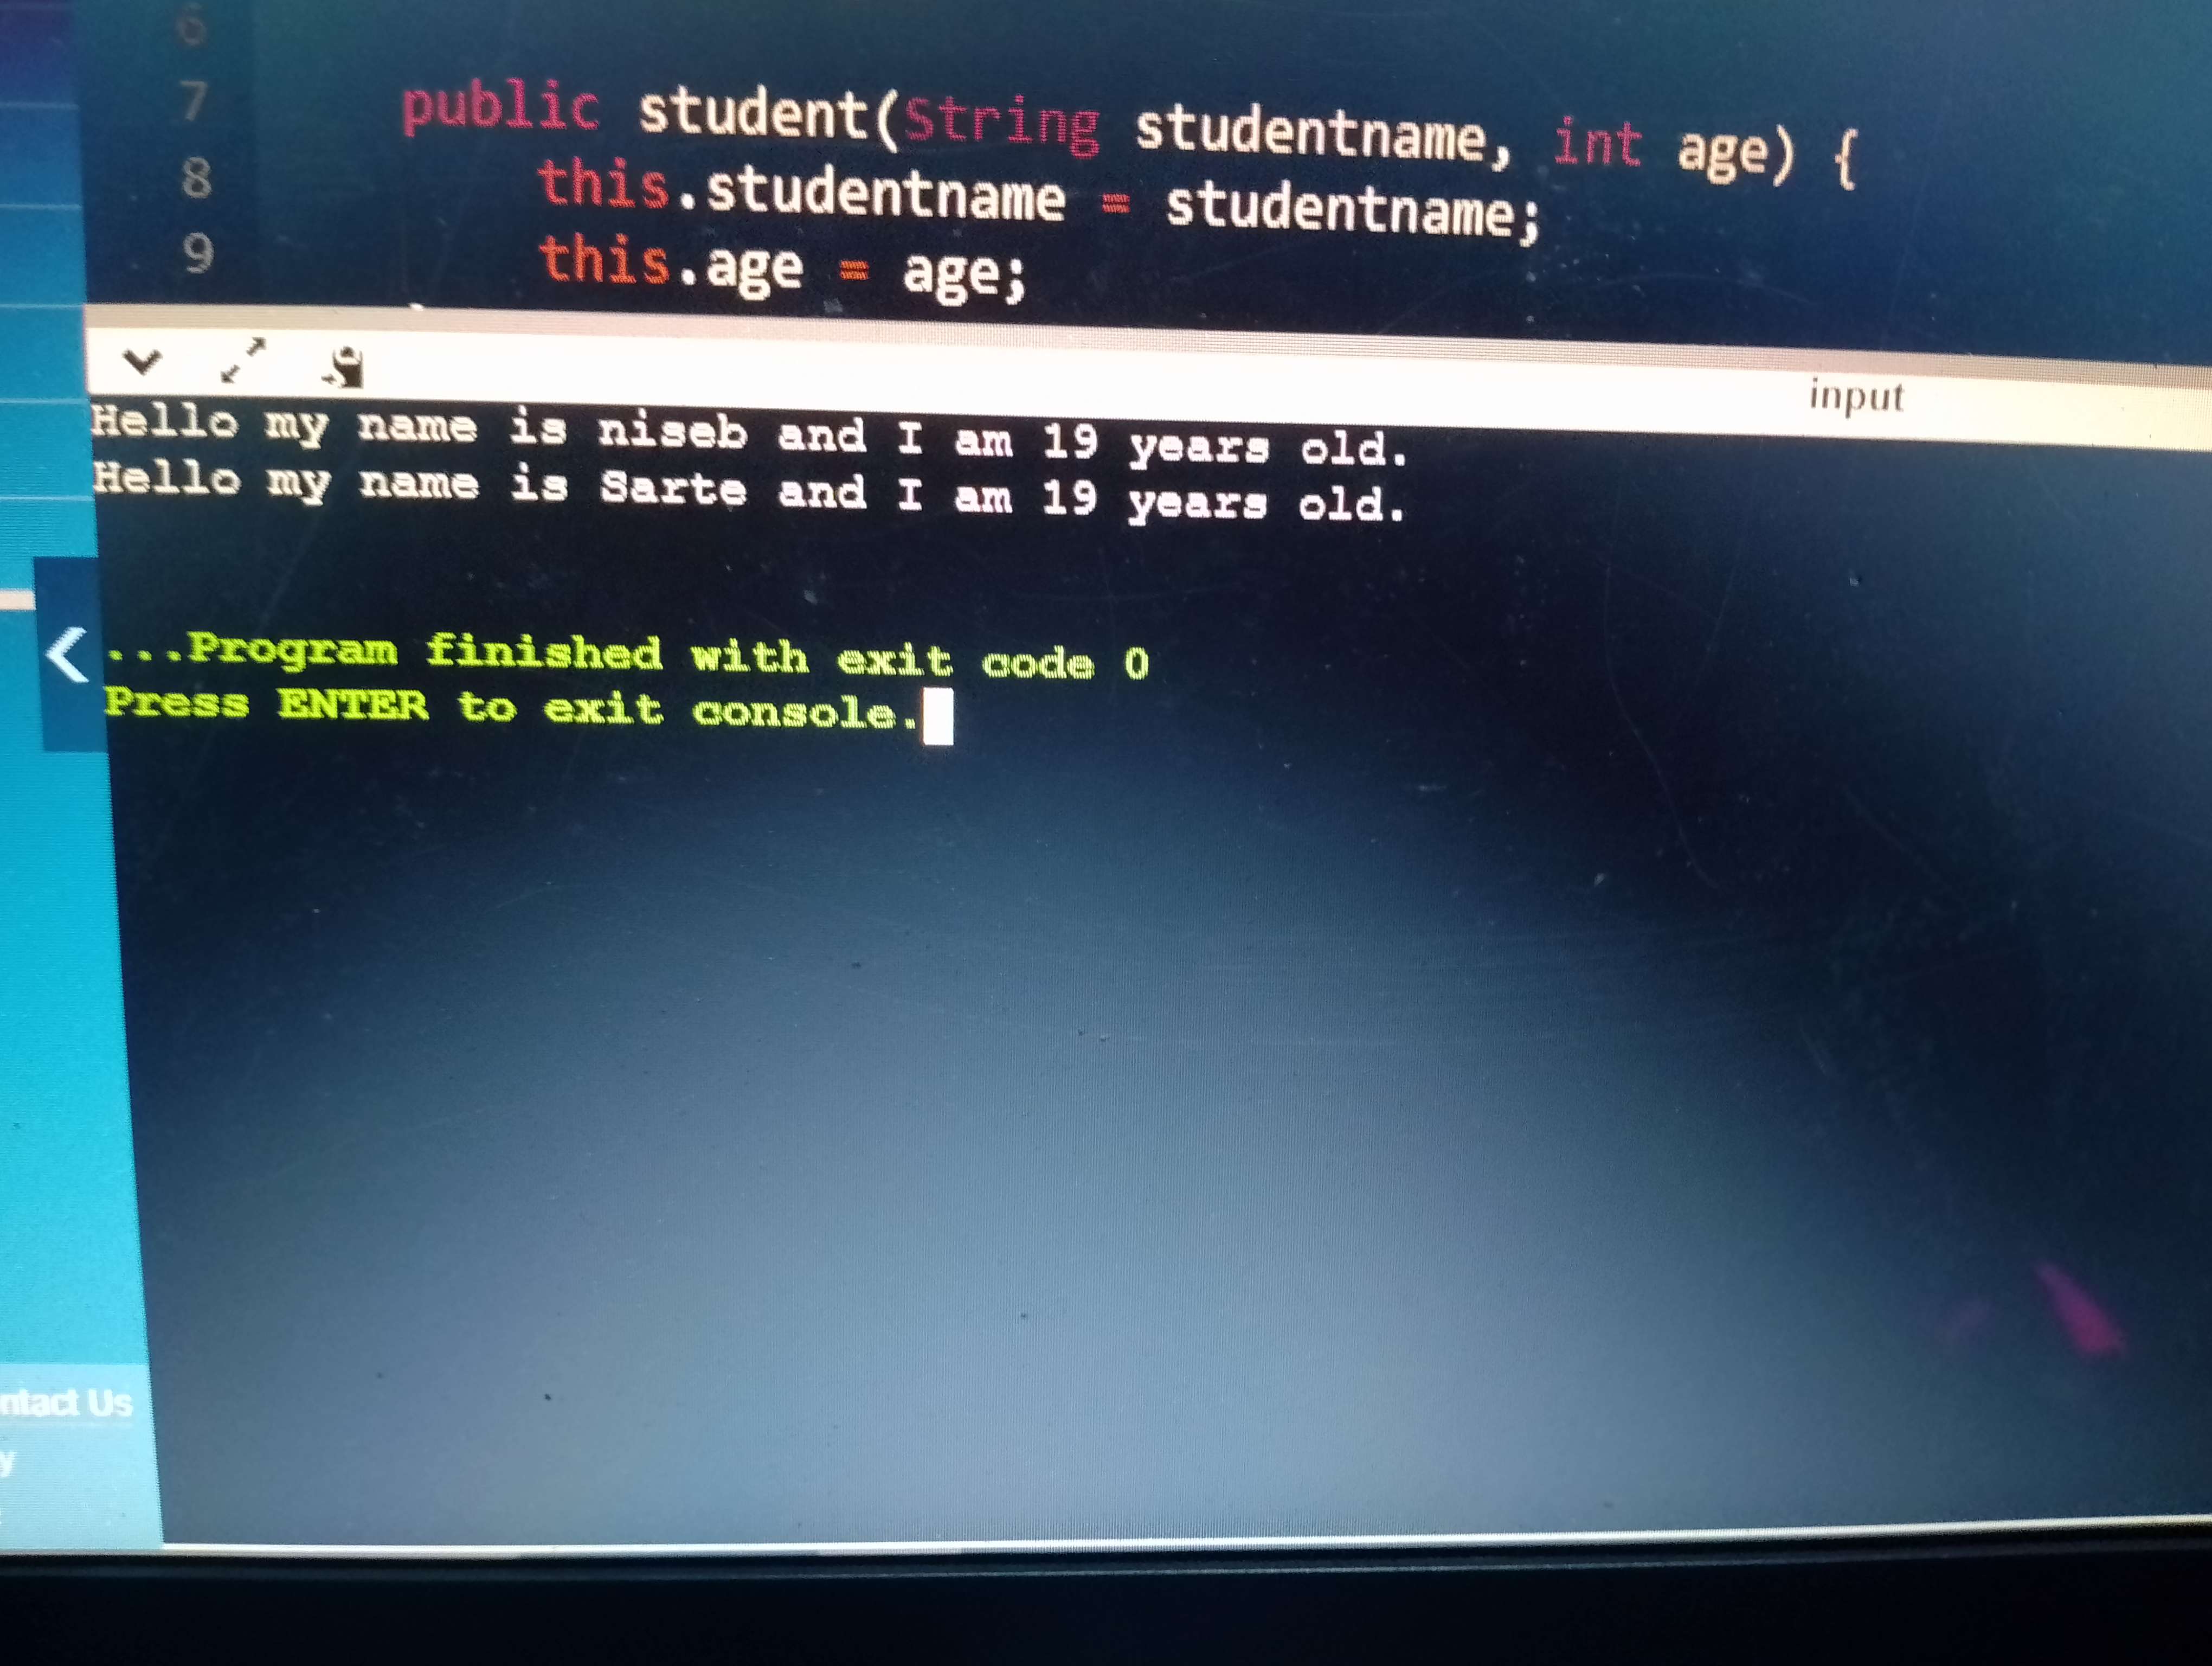 6
7 public student(String studentname, int age) {
8 this.studentname = studentname;
9 this.age = age;
input
Hello my name is niseb and I am 19 years old.
Hello my name is Sarte and I am 19 years old.
...Program finished with exit code 0
Press ENTER to exit console.
ntact Us
y